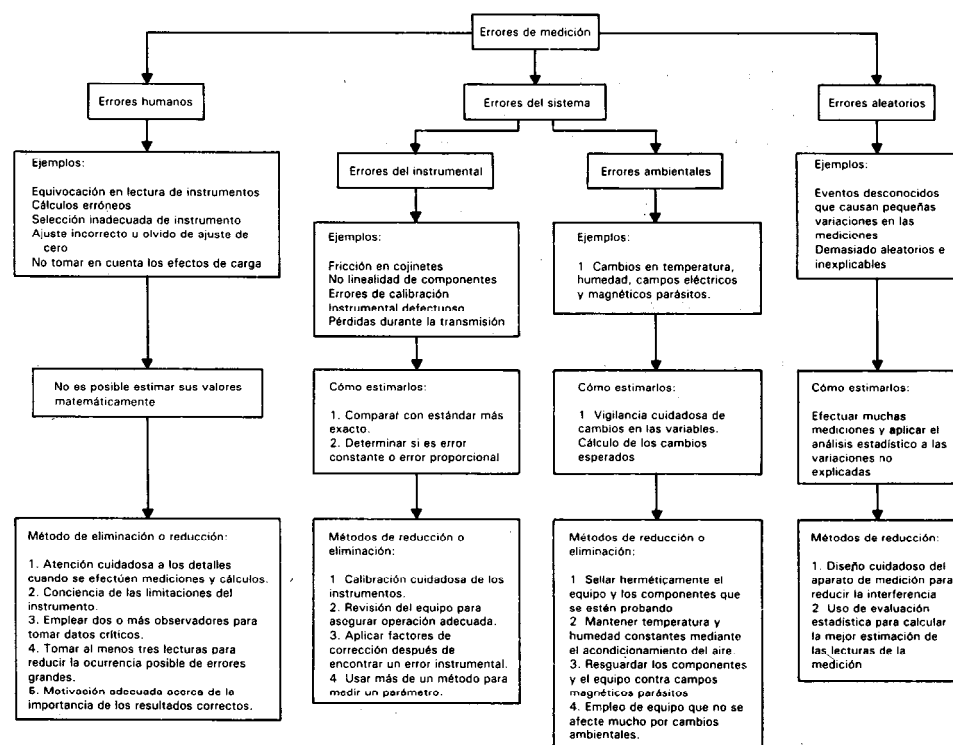 Errores de medición
Errores humanos
Errores del sistema
Errores aleatorios
Errores del instrumental
Errores ambientales
Ejemplos:
Equivocación en lectura de instrumentos
Cálculos erróneos
Selección inadecuada de instrumento
Ajuste incorrecto u olvido de ajuste de
cero
No tomar en cuenta los efectos de carga
Ejemplos:
Fricción en cojinetes
No linealidad de componentes
Errores de calibración
Instrumental defectuoso
Pérdidas durante la transmisión
Ejemplos:
1 Cambios en temperatura,
humedad, campos eléctricos
y magnéticos parásitos.
Ejemplos:
Eventos desconocidos
que causan pequeñas
variaciones en las
mediciones
Demasiado aleatorios e
inexplicables
No es posible estimar sus valores
matemáticamente
Cómo estimarlos:
1. Comparar con estándar más
exacto.
2. Determinar si es error
constante o error proporcional
Cómo estimarlos:
1 Vigilancia cuidadosa de
cambios en las variables.
Cálculo de los cambios
esperados
Cómo estimarlos:
Efectuar muchas
mediciones y aplicar el
análisis estadístico a las
variaciones no
explicadas
Método de eliminación o reducción:
1. Atención cuidadosa a los detalles
cuando se efectúen mediciones y cálculos.
2. Conciencia de las limitaciones del
instrumento.
3. Emplear dos o más observadores para
tomar datos críticos.
4. Tomar al menos tres lecturas para
reducir la ocurrencia posible de errores
grandes.
5. Motivación adecuada acerca de la
importancia de los resultados correctos.
Métodos de reducción o
eliminación:
1 Calibración cuidadosa de los
instrumentos.
2. Revisión del equipo para
asegurar operación adecuada.
3. Aplicar factores de
corrección después de
encontrar un error instrumental.
4 Usar más de un método para
medir un parámetro.
Métodos de reducción o
eliminación:
1 Sellar herméticamente el
equipo y los componentes que
se estén probando
2 Mantener temperatura y
humedad constantes mediante
el acondicionamiento del aire.
3. Resguardar los componentes
y el equipo contra campos
magnéticos parásitos
4. Empleo de equipo que no se
afecte mucho por cambios
ambientales.
Métodos de reducción:
1. Diseño cuidadoso del
aparato de medición para
reducir la interferencia
2 Uso de evaluación
estadística para calcular
la mejor estimación de
las lecturas de la
medición